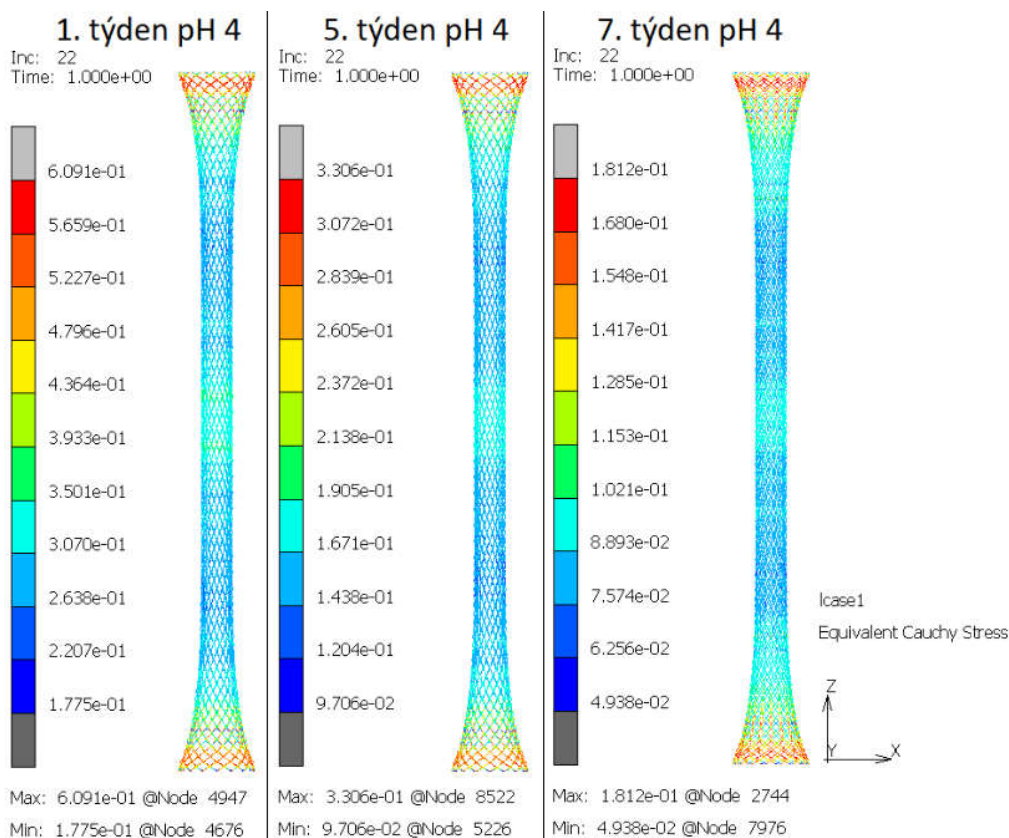 1. týden pH 4
Inc: 22
Time: 1.000e+00
6.091e-01
5.659e-01
5.227e-01
4.796e-01
4.364e-01
3.933e-01
3.501e-01
3.070e-01
2.638e-01
2.207e-01
1.775e-01
Max: 6.091e-01 @Node 4947
Min: 1.775e-01 @Node 4676
5. týden pH 4
Inc: 22
Time: 1.000e+00
3.306e-01
3.072e-01
2.839e-01
2.605e-01
2.372e-01
2.138e-01
1.905e-01
1.671e-01
1.438e-01
1.204e-01
9.706e-02
Max: 3.306e-01 @Node 8522
Min: 9.706e-02 @Node 5226
7. týden pH 4
Inc: 22
Time: 1.000e+00
1.812e-01
1.680e-01
1.548e-01
1.417e-01
1.285e-01
1.153e-01
1.021e-01
8.893e-02
7.574e-02
6.256e-02
4.938e-02
Max: 1.812e-01 @Node 2744
Min: 4.938e-02 @Node 7976
lcase1
Equivalent Cauchy Stress
Z
Y
X